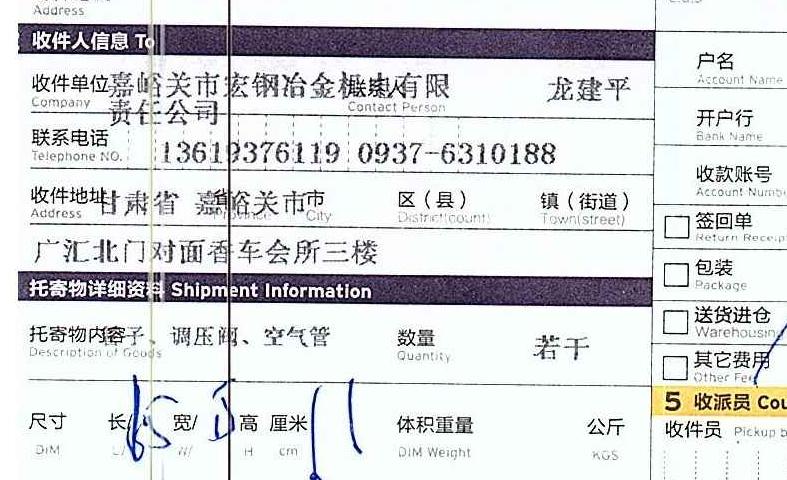 Address
收件人信息 To
户名
Account Name
收件单位 嘉峪关市宏钢冶金机电有限 联系人 龙建平
Company Contact Person
责任公司
开户行
Bank Name
联系电话
Telephone NO. 13619376119 0937-6310188
收款账号
Account Numb
收件地址 甘肃省 省 嘉峪关市 市 区（县） 镇（街道）
Address Province City District(count) Town(street)
签回单
Return Receip
广汇北门对面香车会所三楼
包装
Package
托寄物详细资料 Shipment Information
送货进仓
Warehousin
托寄物内容 子、调压阀、空气管 数量 若干
Description of Goods Quantity
其它费用
Other Fee
5 收派员 Cou
尺寸 长/ 65 宽/ 高 厘米 体积重量 公斤
DIM L/ W/ H cm DIM Weight KGS
收件员 Pickup b